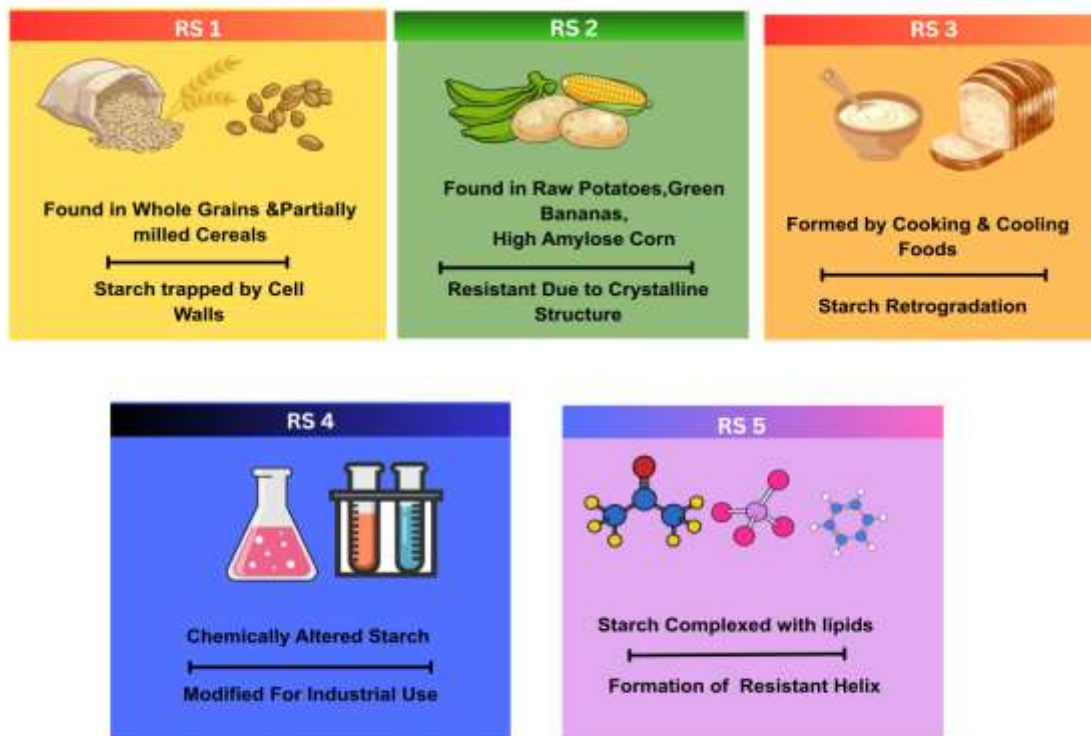 RS 1
Found in Whole Grains &Partially
milled Cereals
Starch trapped by Cell
Walls
RS 2
Found in Raw Potatoes,Green
Bananas,
High Amylose Corn
Resistant Due to Crystalline
Structure
RS 3
Formed by Cooking & Cooling
Foods
Starch Retrogradation
RS 4
Chemically Altered Starch
Modified For Industrial Use
RS 5
Starch Complexed with lipids
Formation of Resistant Helix